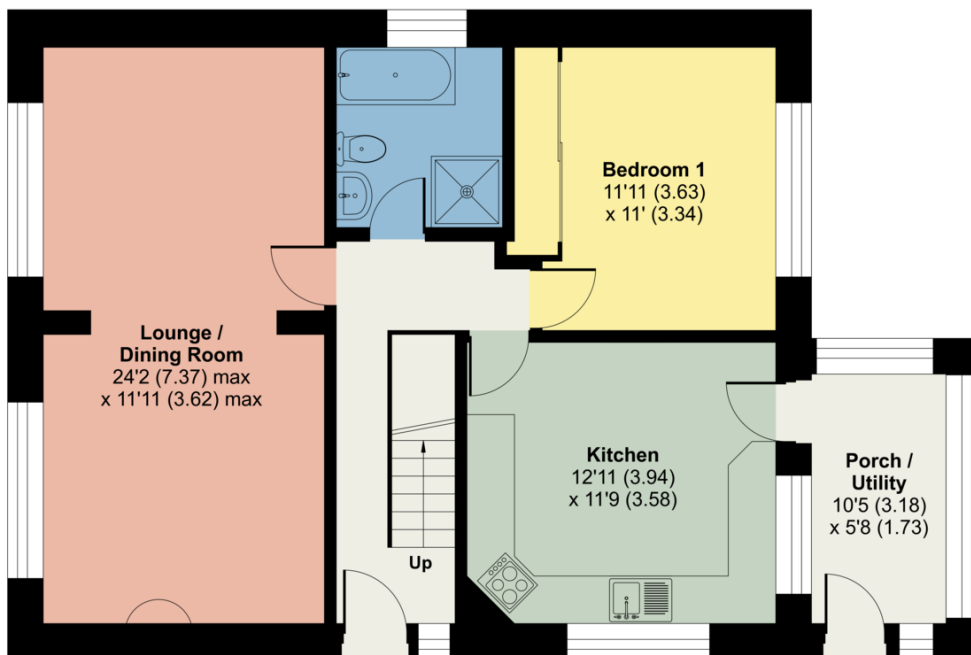 Bedroom 1
11'11 (3.63)
x 11' (3.34)
Lounge /
Dining Room
24'2 (7.37) max
x 11'11 (3.62) max
Kitchen
12'11 (3.94)
x 11'9 (3.58)
Porch /
Utility
10'5 (3.18)
x 5'8 (1.73)
Up